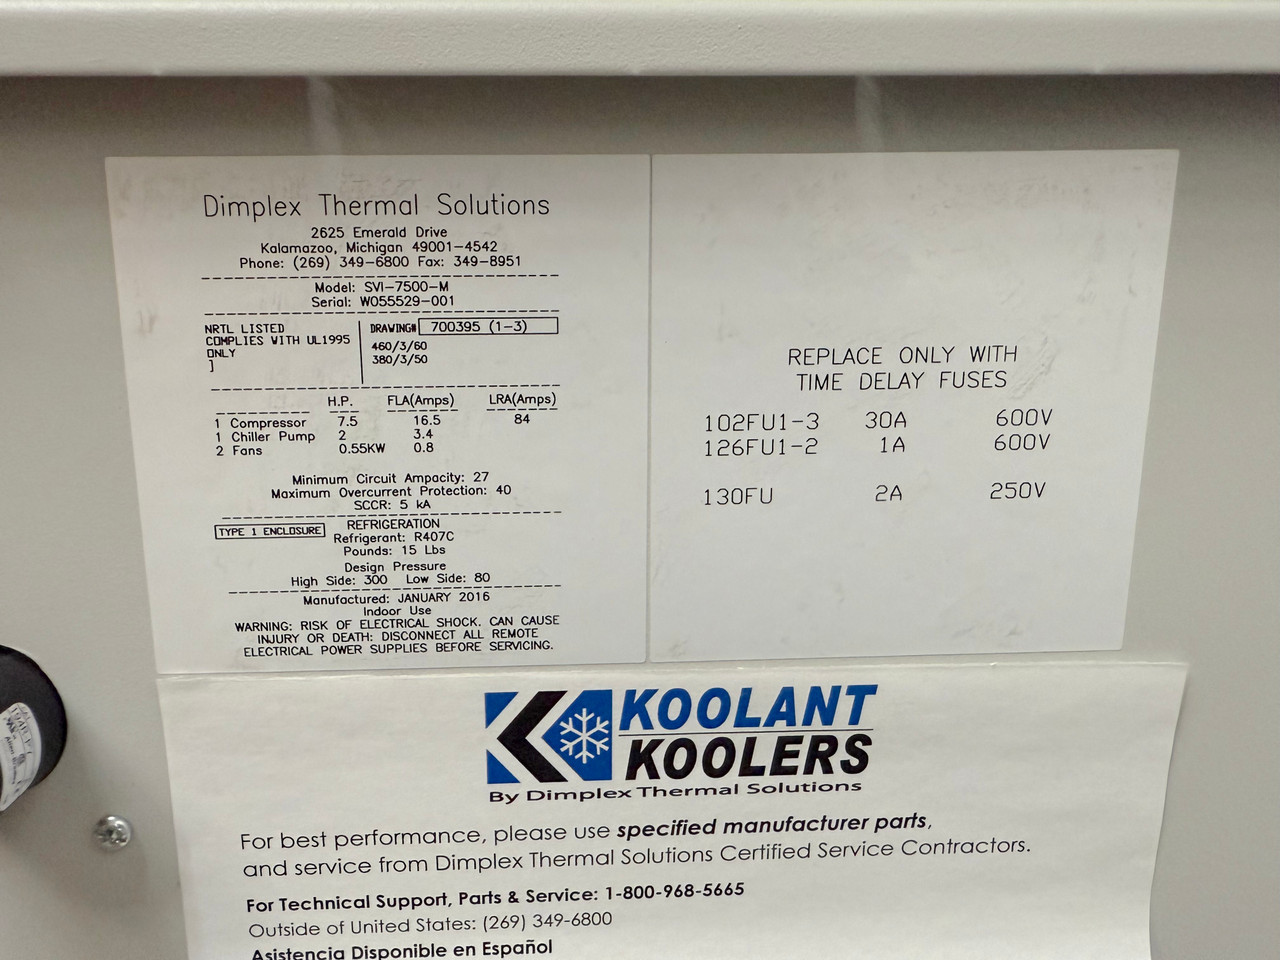 Dimplex Thermal Solutions
2625 Emerald Drive
Kalamazoo, Michigan 49001-4542
Phone: (269) 349-6800 Fax: 349-8951
Model: SVI-7500-M
Serial: W055529-001
NRTL LISTED
COMPLIES WITH UL1995
ONLY
]
DRAWING# 700395 (1-3)
460/3/60
380/3/50
H.P. FLA(Amps) LRA(Amps)
1 Compressor 7.5 16.5 84
1 Chiller Pump 2 3.4
2 Fans 0.55KW 0.8
Minimum Circuit Ampacity: 27
Maximum Overcurrent Protection: 40
SCCR: 5 kA
TYPE 1 ENCLOSURE
REFRIGERATION
Refrigerant: R407C
Pounds: 15 Lbs
Design Pressure
High Side: 300 Low Side: 80
Manufactured: JANUARY 2016
Indoor Use
WARNING: RISK OF ELECTRICAL SHOCK. CAN CAUSE
INJURY OR DEATH: DISCONNECT ALL REMOTE
ELECTRICAL POWER SUPPLIES BEFORE SERVICING.
REPLACE ONLY WITH
TIME DELAY FUSES
102FU1-3 30A 600V
126FU1-2 1A 600V
130FU 2A 250V
KOOLANT
KOOLERS
By Dimplex Thermal Solutions
For best performance, please use specified manufacturer parts,
and service from Dimplex Thermal Solutions Certified Service Contractors.
For Technical Support, Parts & Service: 1-800-968-5665
Outside of United States: (269) 349-6800
Asistencia Disponible en Español